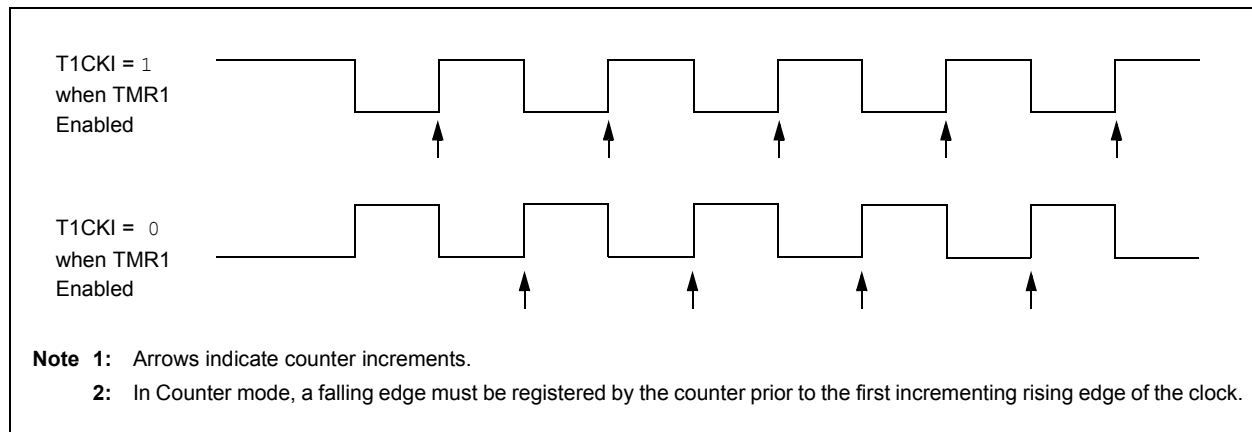 T1CKI = 1
when TMR1
Enabled
T1CKI = 0
when TMR1
Enabled
Note 1: Arrows indicate counter increments.
2: In Counter mode, a falling edge must be registered by the counter prior to the first incrementing rising edge of the clock.